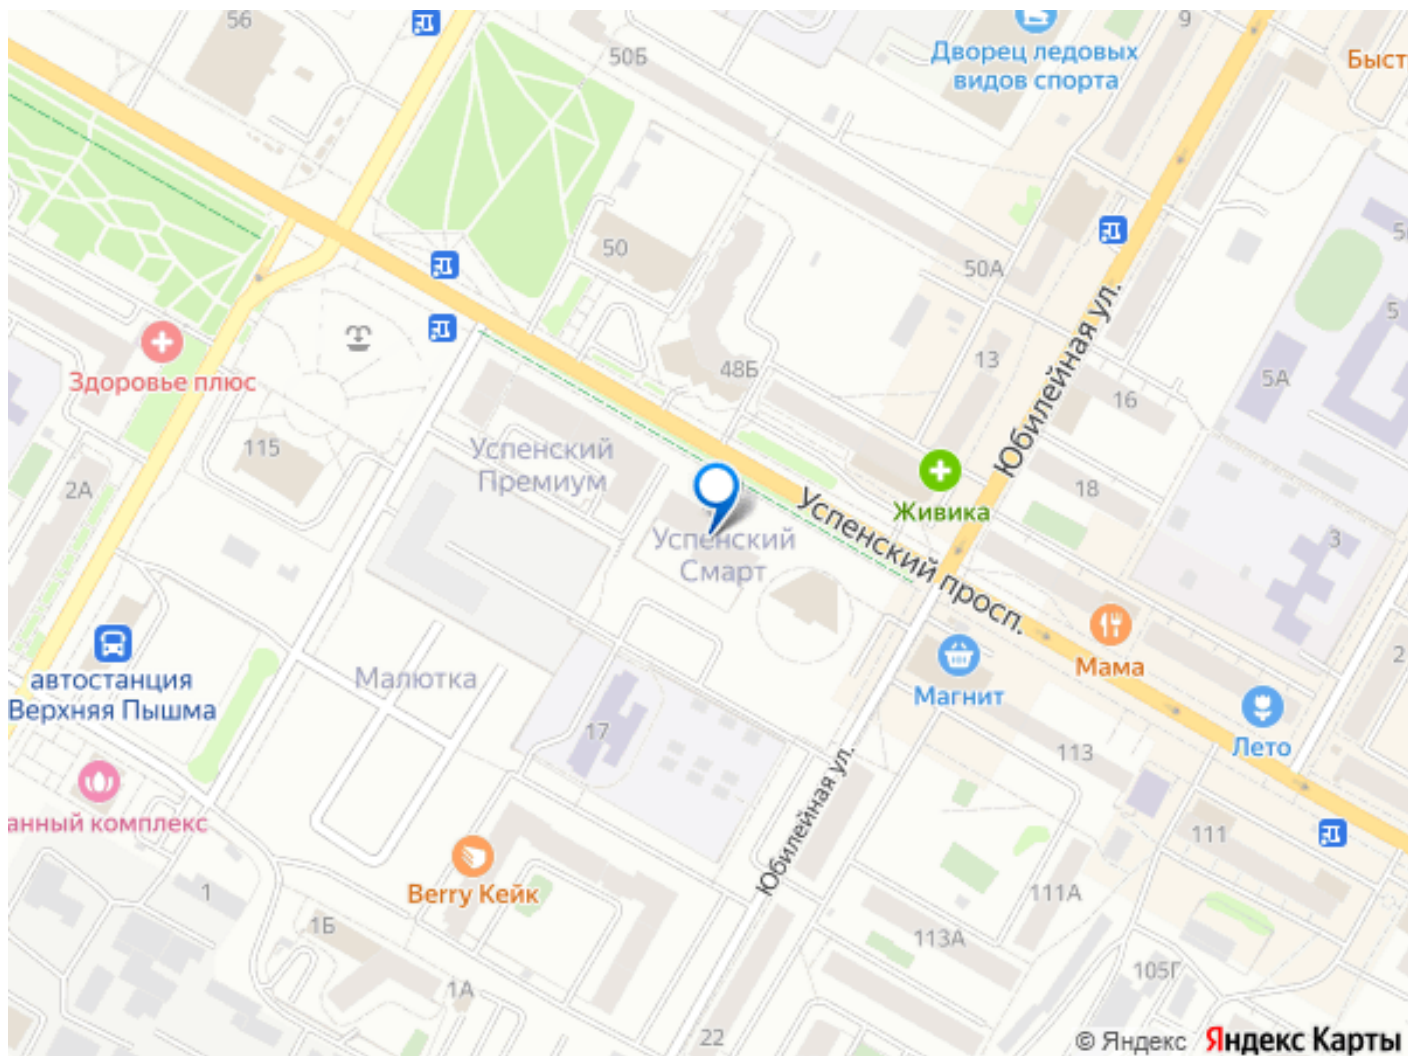 56
50Б
9
Дворец ледовых
видов спорта
Быст
50
50А
5
Юбилейная ул.
13
16
5А
5
48Б
Здоровье плюс
115
2А
Успенский
Премиум
Живика
18
3
Успенский
Смарт
Успенский просп.
Мама
2
автостанция
Верхняя Пышма
Малютка
17
Магнит
113
Лето
анный комплекс
Юбилейная ул.
111
Berry Кейк
1
1Б
111А
113А
105Г
1А
22
© Яндекс Яндекс Карты